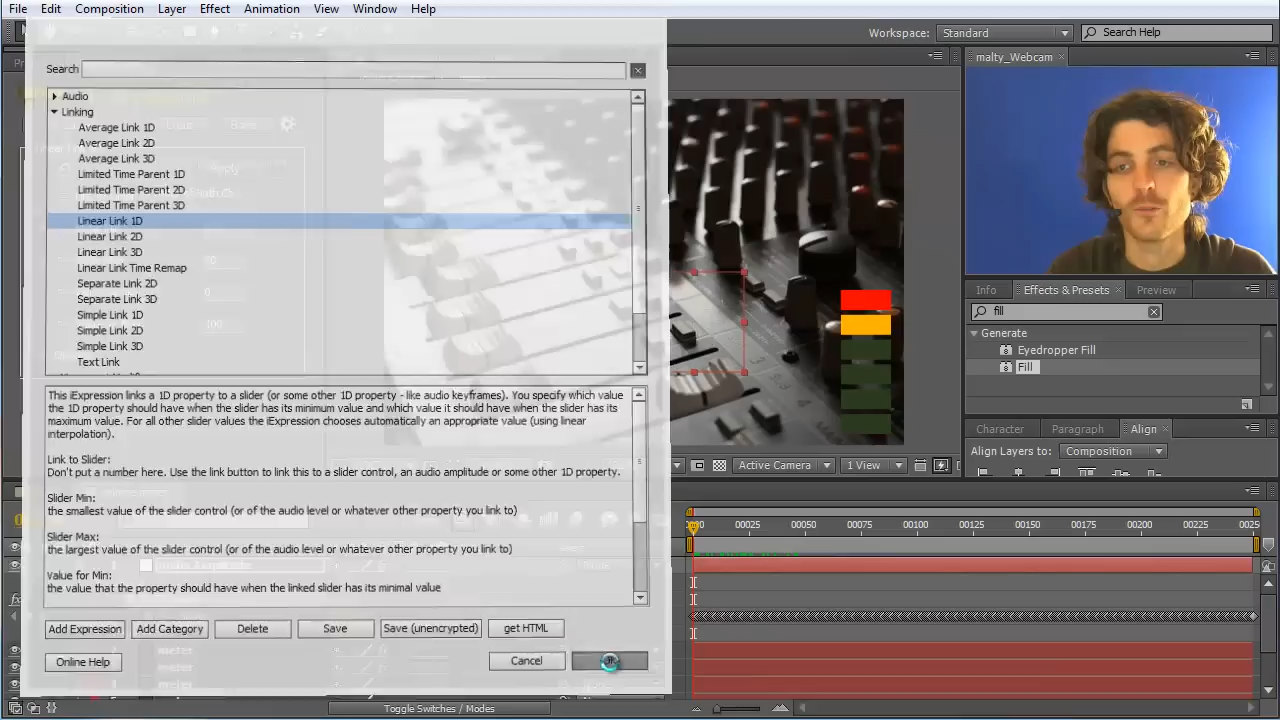 File Edit Composition Layer Effect Animation View Window Help
Workspace: Standard Search Help
malty_Webcam
Search
Audio
Linking
Average Link 1D
Average Link 2D
Average Link 3D
Limited Time Parent 1D
Limited Time Parent 2D
Limited Time Parent 3D
Linear Link 1D
Linear Link 2D
Linear Link 3D
Linear Link Time Remap
Separate Link 2D
Separate Link 3D
Simple Link 1D
Simple Link 2D
Simple Link 3D
Text Link
This iExpression links a 1D property to a slider (or some other 1D property - like audio keyframes). You specify which value
the 1D property should have when the slider has its minimum value and which value it should have when the slider has its
maximum value. For all other slider values the iExpression chooses automatically an appropriate value (using linear
interpolation).
Link to Slider:
Don't put a number here. Use the link button to link this to a slider control, an audio amplitude or some other 1D property.
Slider Min:
the smallest value of the slider control (or of the audio level or whatever other property you link to)
Slider Max:
the largest value of the slider control (or of the audio level or whatever other property you link to)
Value for Min:
the value that the property should have when the linked slider has its minimal value
Add Expression Add Category Delete Save Save (unencrypted) get HTML
Online Help Cancel
Apply
0
100
Info Effects & Presets Preview
fill
Generate
Eyedropper Fill
Fill
Character Paragraph Align
Align Layers to: Composition
Active Camera 1 View
00025 00050 00075 00100 00125 00150 00175 00200 00225 0025
Audio Amplitude
meter
meter
meter
Toggle Switches / Modes